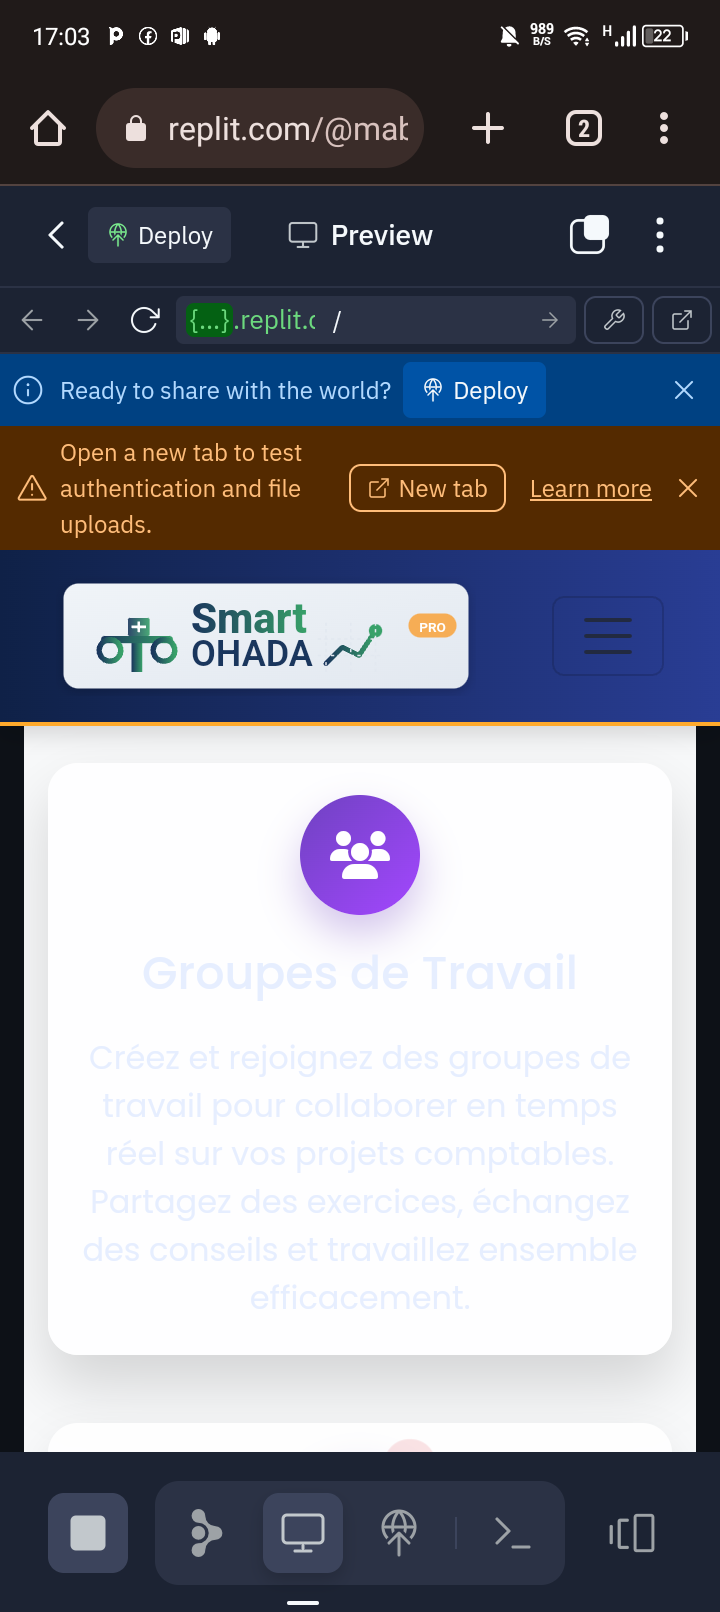 17:03
989
B/S
H
22
replit.com/@mab
2
Deploy
Preview
{...}.replit.c /
Ready to share with the world?
Deploy
Open a new tab to test
authentication and file
uploads.
New tab
Learn more
Smart
OHADA
PRO
Groupes de Travail
Créez et rejoignez des groupes de
travail pour collaborer en temps
réel sur vos projets comptables.
Partagez des exercices, échangez
des conseils et travaillez ensemble
efficacement.